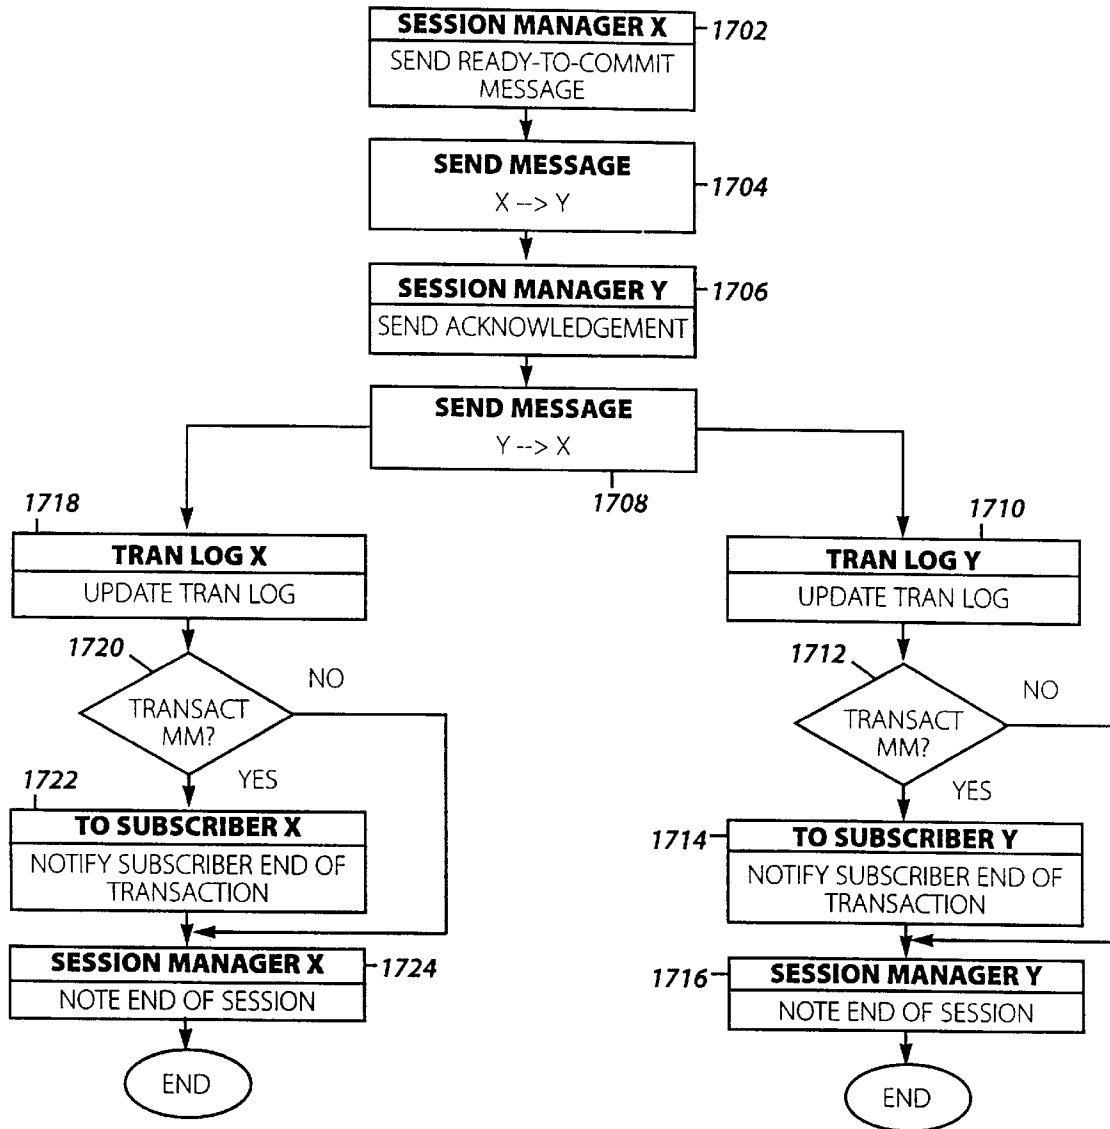 SESSION MANAGER X
1702
SEND READY-TO-COMMIT
MESSAGE
SEND MESSAGE
X --> Y
1704
SESSION MANAGER Y
1706
SEND ACKNOWLEDGEMENT
SEND MESSAGE
Y --> X
1708
1718
TRAN LOG X
UPDATE TRAN LOG
1720
TRANSACT
MM?
NO
YES
1722
TO SUBSCRIBER X
NOTIFY SUBSCRIBER END OF
TRANSACTION
SESSION MANAGER X
1724
NOTE END OF SESSION
END
1710
TRAN LOG Y
UPDATE TRAN LOG
1712
TRANSACT
MM?
NO
YES
1714
TO SUBSCRIBER Y
NOTIFY SUBSCRIBER END OF
TRANSACTION
1716
SESSION MANAGER Y
NOTE END OF SESSION
END